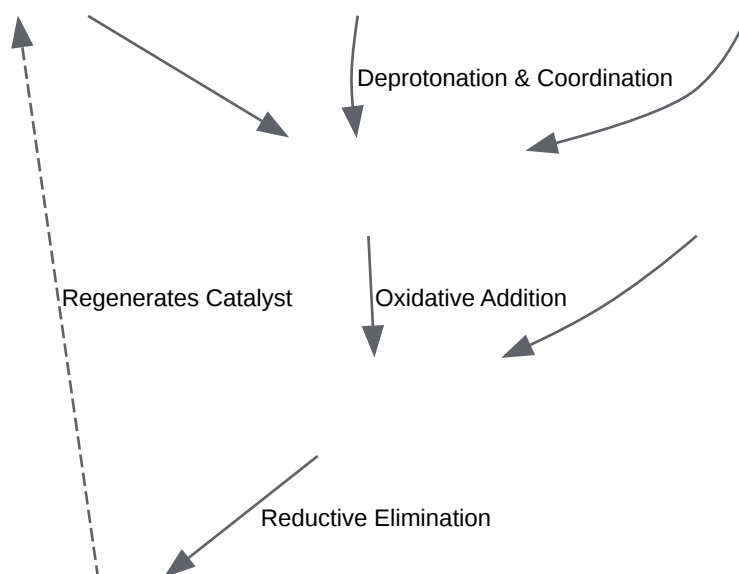 Deprotonation & Coordination
Regenerates Catalyst
Oxidative Addition
Reductive Elimination